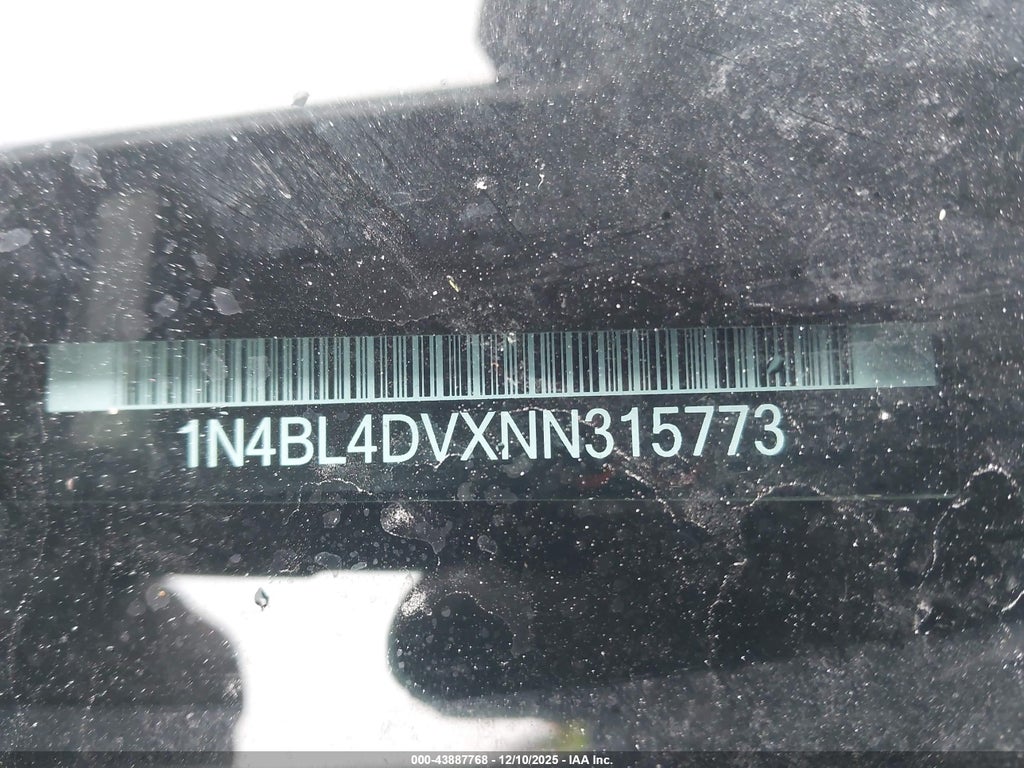 1N4BL4DVXNN315773
000-43887768 - 12/10/2025 - IAA Inc.